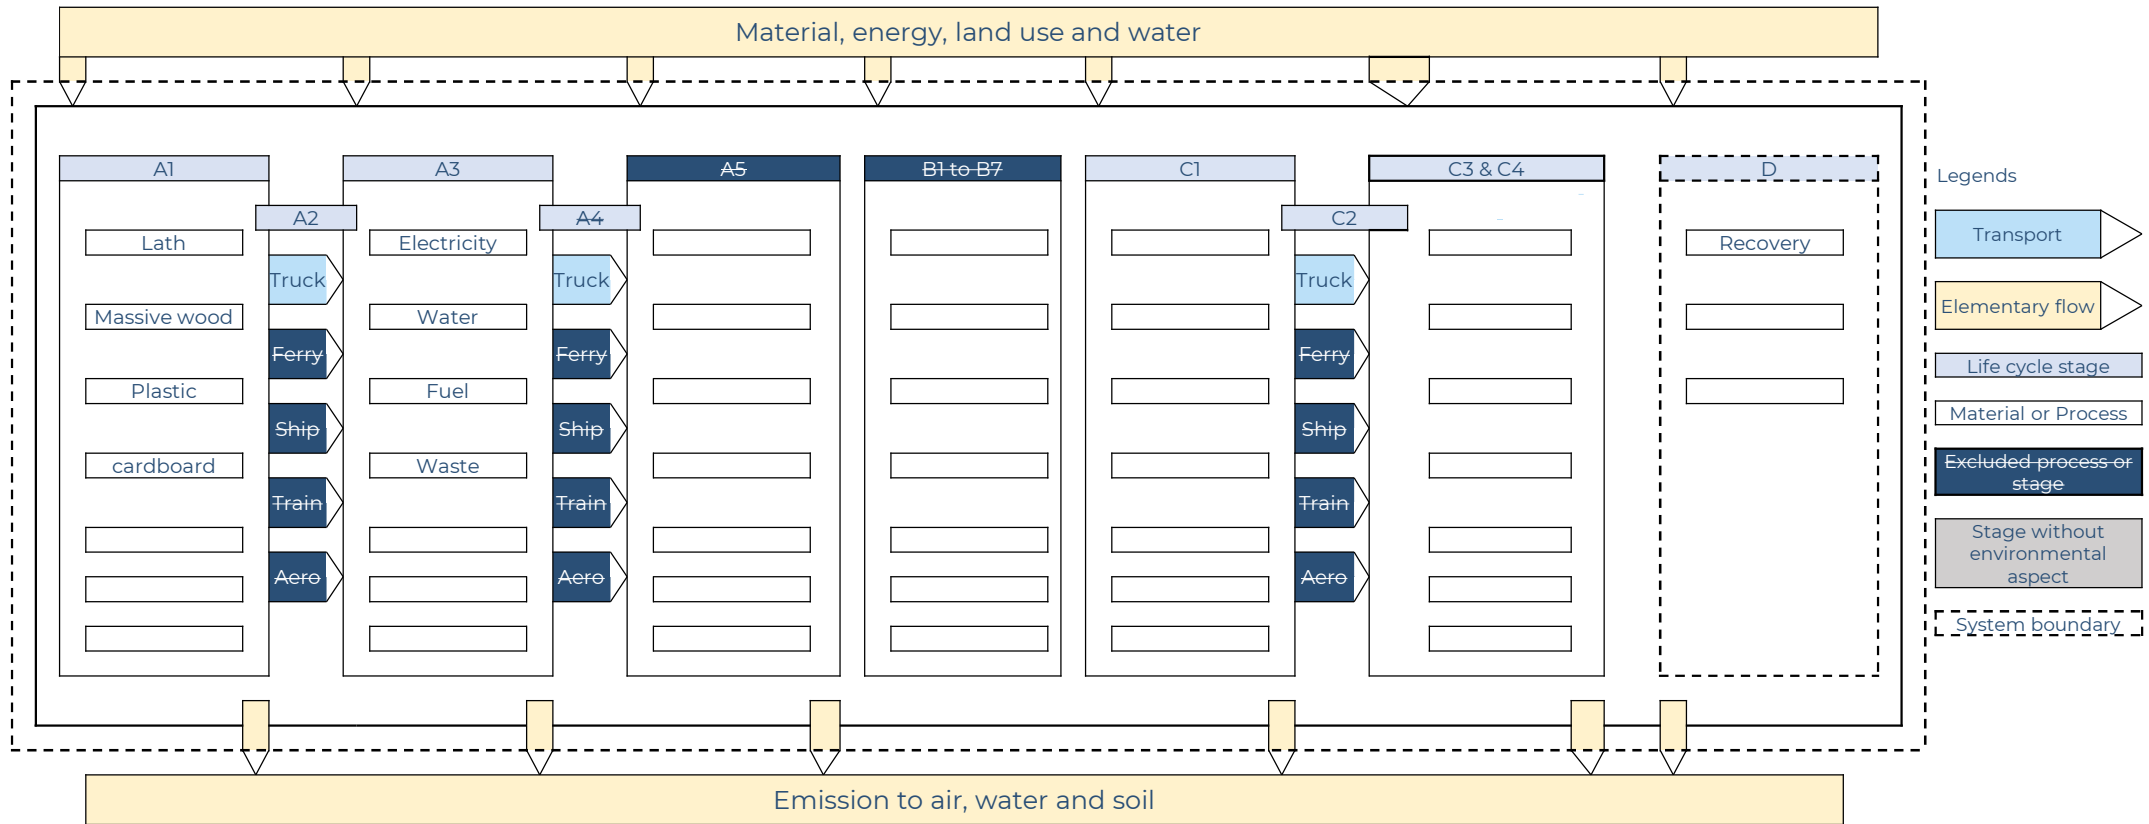 Material, energy, land use and water
A1
A3
A5
B1 to B7
C1
C3 & C4
D
Legends
A2
A4
C2
Transport
Lath
Electricity
Recovery
Truck
Truck
Truck
Elementary flow
Massive wood
Water
Ferry
Ferry
Ferry
Life cycle stage
Plastic
Fuel
Material or Process
Ship
Ship
Ship
cardboard
Waste
Excluded process or
stage
Train
Train
Train
Stage without
environmental
aspect
Aero
Aero
Aero
System boundary
Emission to air, water and soil